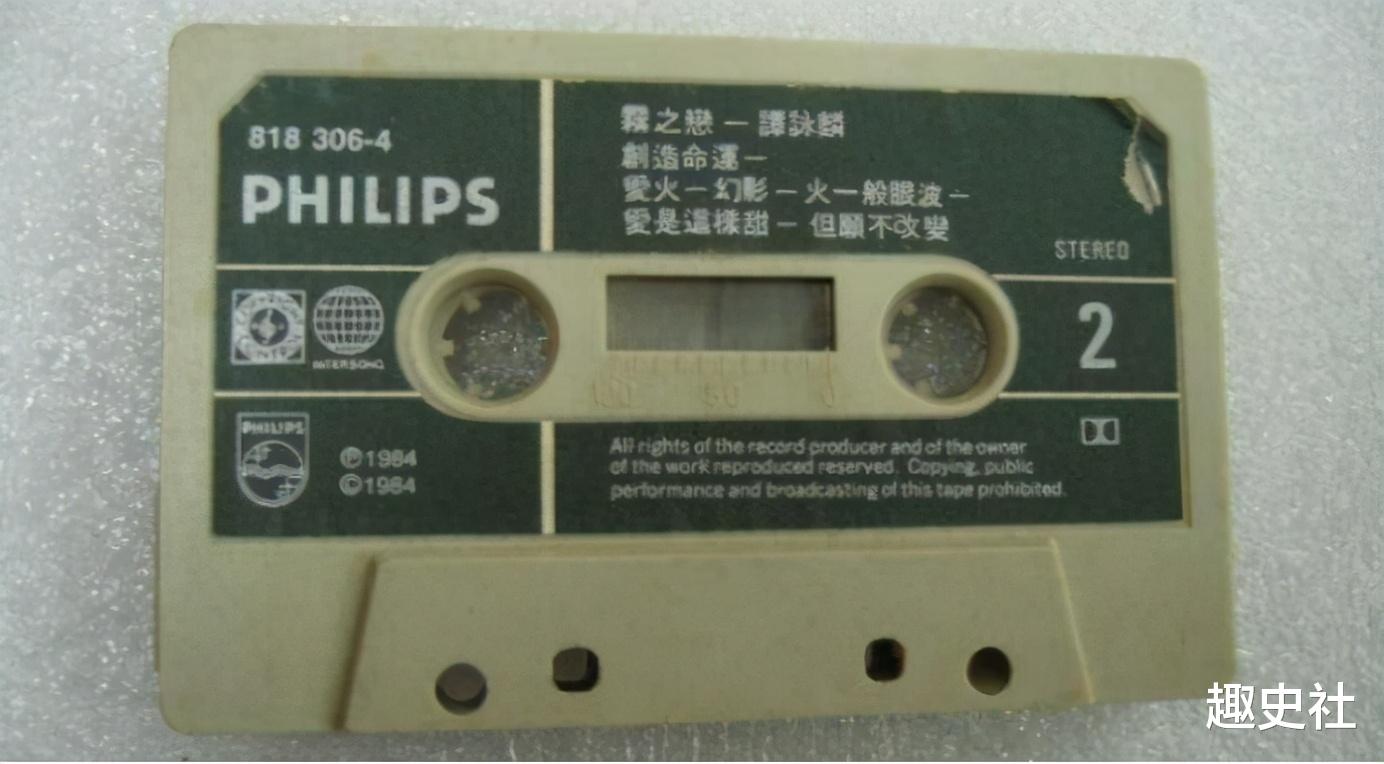 818 306-4
PHILIPS
霧之戀 — 譚詠麟
創造命運 —
愛火 — 幻影 — 火一般眼波 —
愛是這樣甜 — 但願不改變
STEREO
INTERSONG
2
100 50 0
PHILIPS
Ⓟ1984
©1984
All rights of the record producer and of the owner
of the work reproduced reserved. Copying, public
performance and broadcasting of this tape prohibited.
趣史社